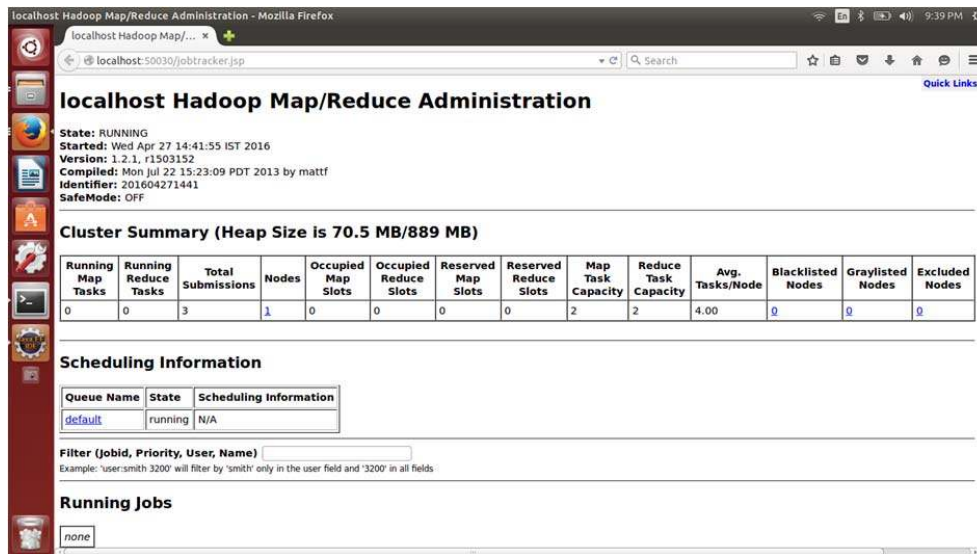 localhost Hadoop Map/Reduce Administration - Mozilla Firefox
En
9:39 PM
localhost Hadoop Map/... ×
localhost:50030/jobtracker.jsp
Search
Quick Links
localhost Hadoop Map/Reduce Administration
State: RUNNING
Started: Wed Apr 27 14:41:55 IST 2016
Version: 1.2.1, r1503152
Compiled: Mon Jul 22 15:23:09 PDT 2013 by mattf
Identifier: 201604271441
SafeMode: OFF
Cluster Summary (Heap Size is 70.5 MB/889 MB)
Running Map Tasks Running Reduce Tasks Total Submissions Nodes Occupied Map Slots Occupied Reduce Slots Reserved Map Slots Reserved Reduce Slots Map Task Capacity Reduce Task Capacity Avg. Tasks/Node Blacklisted Nodes Graylisted Nodes Excluded Nodes
0 0 3 1 0 0 0 0 2 2 4.00 0 0 0
Scheduling Information
Queue Name State Scheduling Information
default running N/A
Filter (Jobid, Priority, User, Name)
Example: 'user:smith 3200' will filter by 'smith' only in the user field and '3200' in all fields
Running Jobs
none